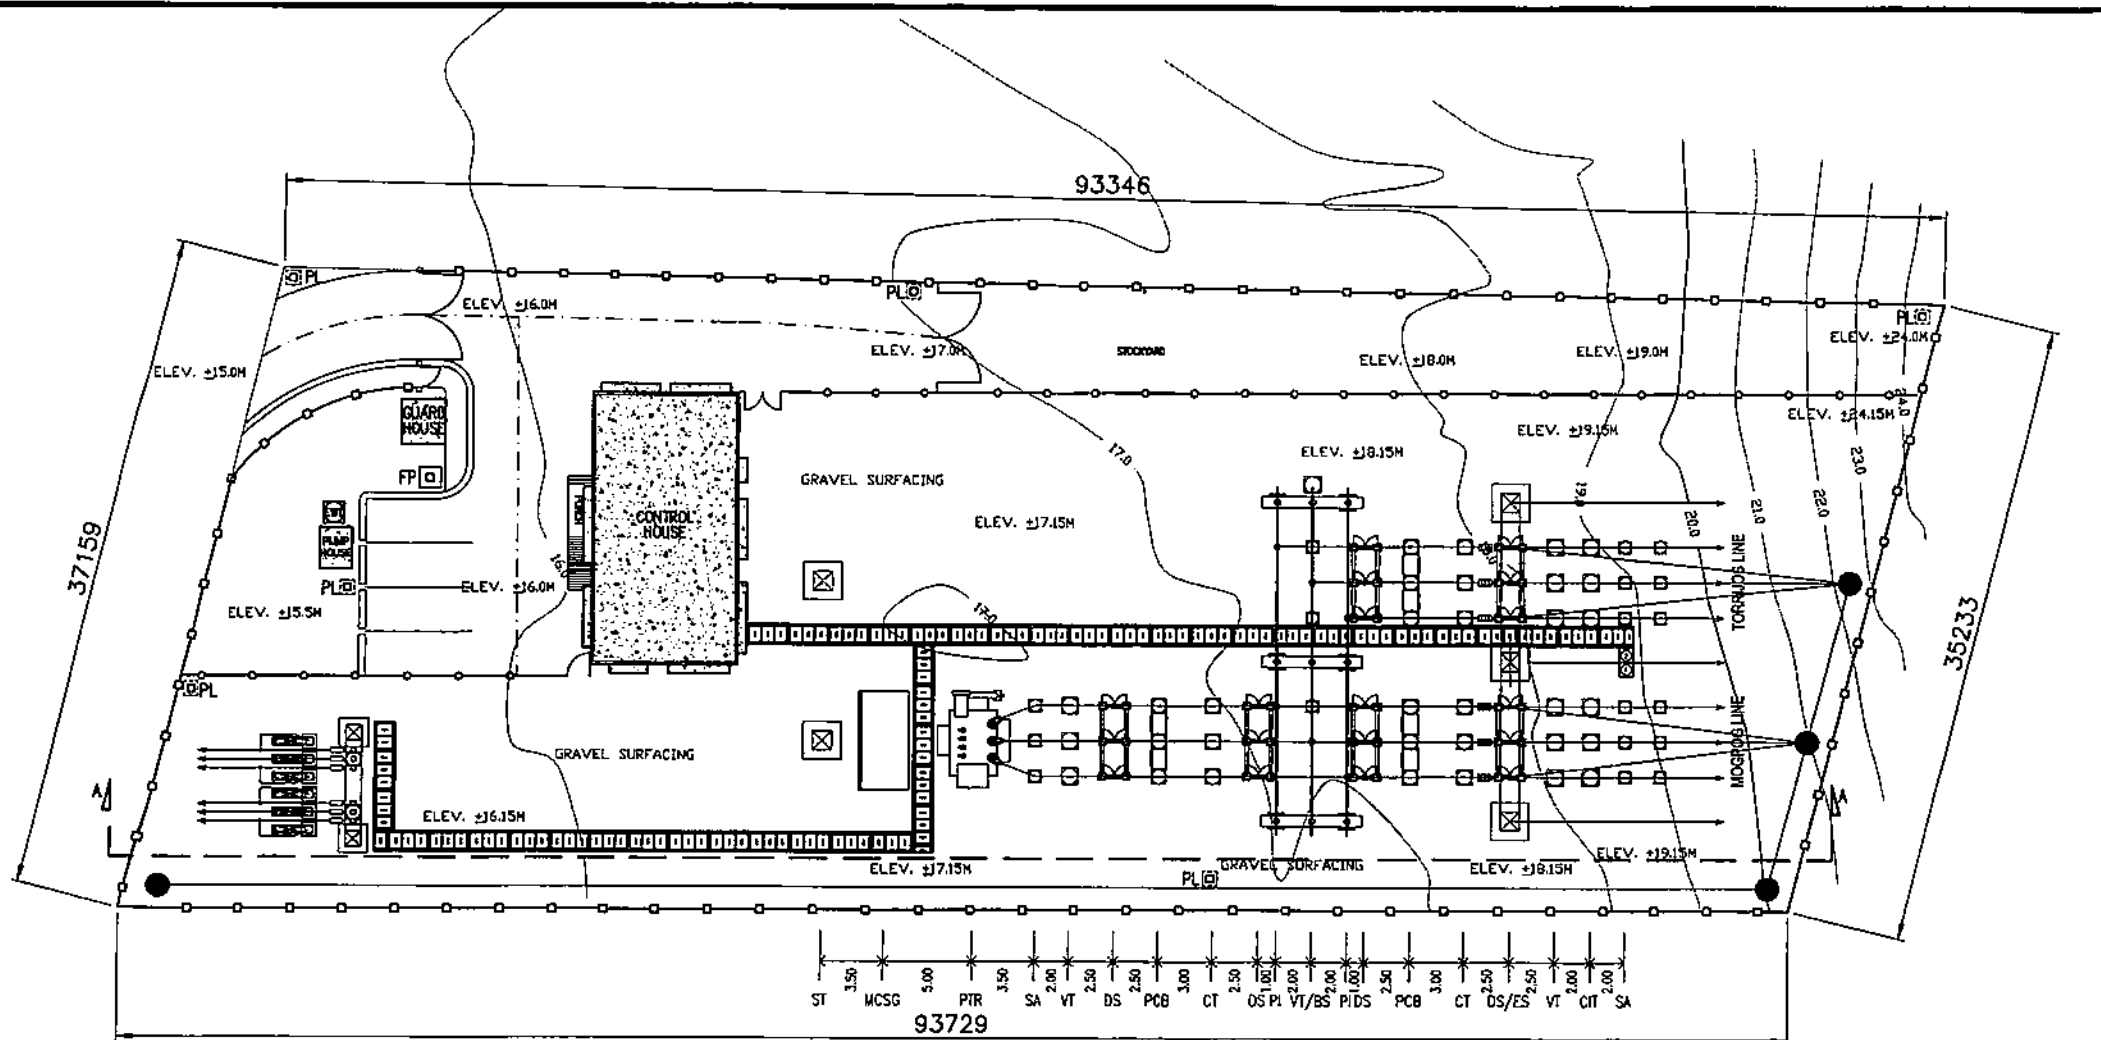 93346
PL
ELEV. ±16.0M
PL
PL
ELEV. ±15.0M
ELEV. ±17.0M
STOCKYARD
ELEV. ±18.0M
ELEV. ±19.0M
ELEV. ±24.0M
GUARD
HOUSE
24.0
ELEV. ±24.15M
ELEV. ±19.15M
ELEV. ±18.15M
17.0
23.0
FP
GRAVEL SURFACING
CONTROL
HOUSE
PORCH
ELEV. ±17.15M
19.0
20.0
21.0
22.0
PUMP
HOUSE
37159
16.0
PL
ELEV. ±16.0M
ELEV. ±15.5M
17.0
TORRIJOS LINE
35233
PL
GRAVEL SURFACING
MOGPOG LINE
A
A
ELEV. ±16.15M
ELEV. ±17.15M
GRAVEL SURFACING
ELEV. ±18.15M
ELEV. ±19.15M
PL
3.50 5.00 3.50 2.00 2.50 2.50 3.00 2.50 1.00 2.00 2.00 1.00 2.50 3.00 2.50 2.50 2.00 2.00
ST MCSG PTR SA VT DS PCB CT DS PI VT/BS PI DS PCB CT DS/ES VT CIT SA
93729